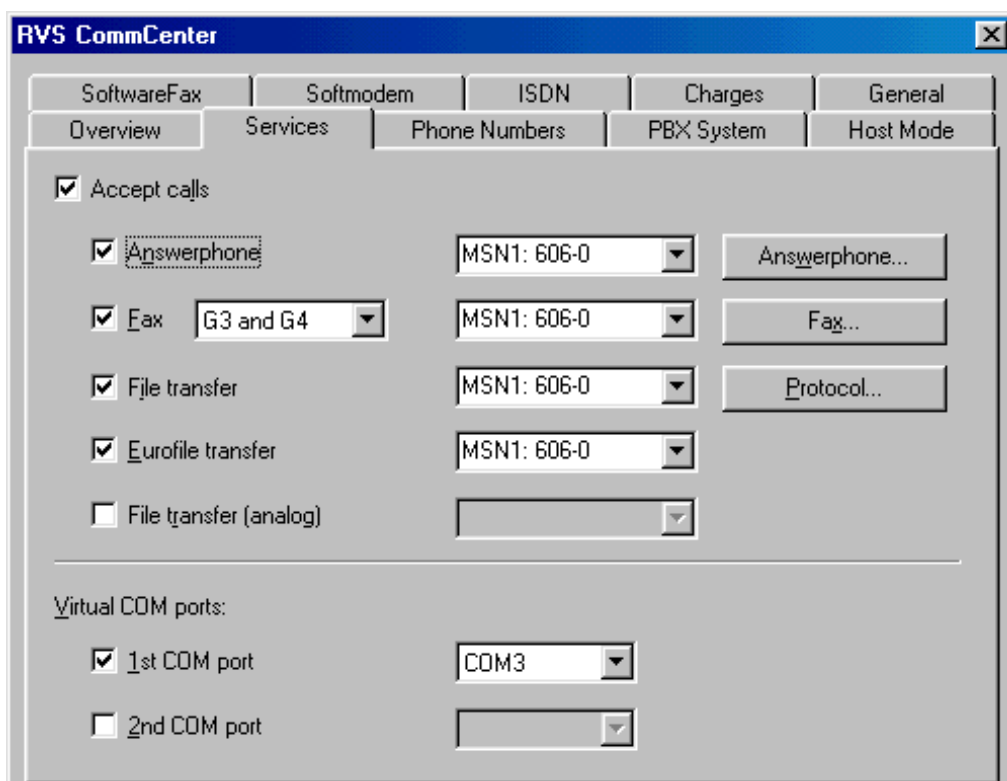 RVS CommCenter
SoftwareFax Softmodem ISDN Charges General
Overview Services Phone Numbers PBX System Host Mode
Accept calls
Answerphone MSN1: 606-0 Answerphone...
Fax G3 and G4 MSN1: 606-0 Fax...
File transfer MSN1: 606-0 Protocol...
Eurofile transfer MSN1: 606-0
File transfer (analog)
Virtual COM ports:
1st COM port COM3
2nd COM port